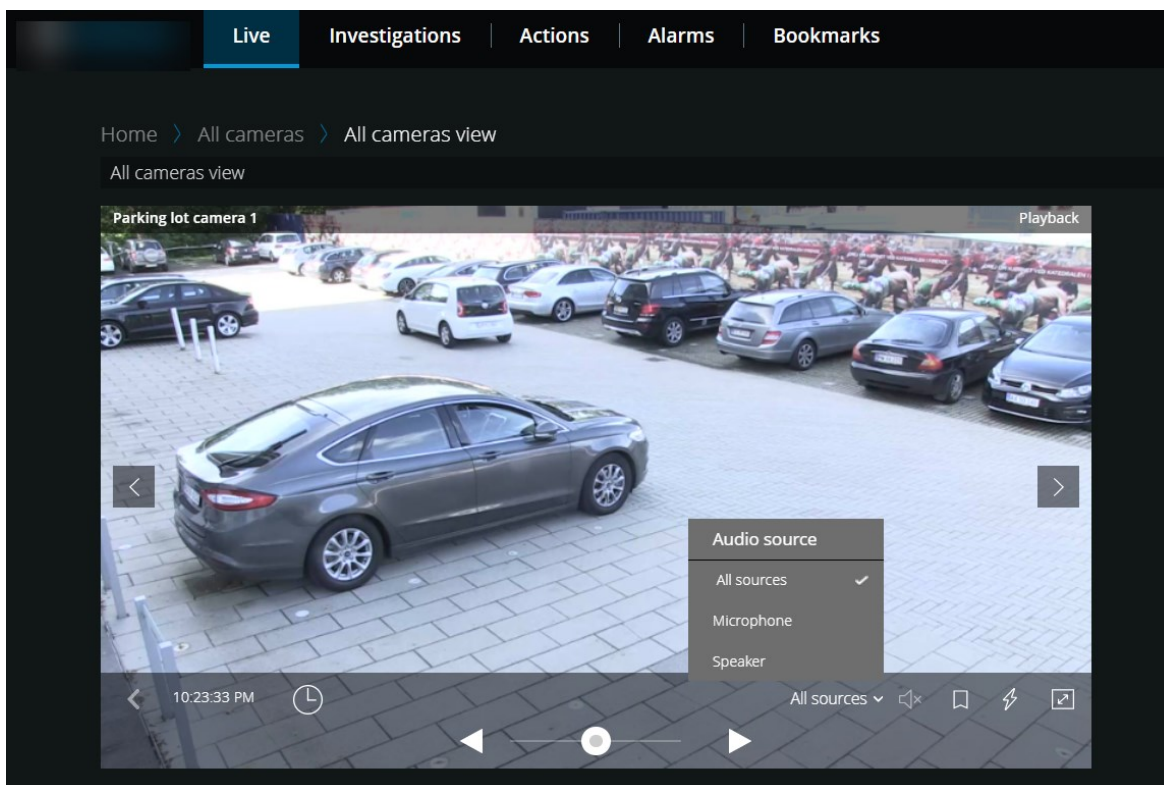 Live Investigations Actions Alarms Bookmarks
Home > All cameras > All cameras view
All cameras view
Parking lot camera 1 Playback
Audio source
All sources
Microphone
Speaker
10:23:33 PM All sources